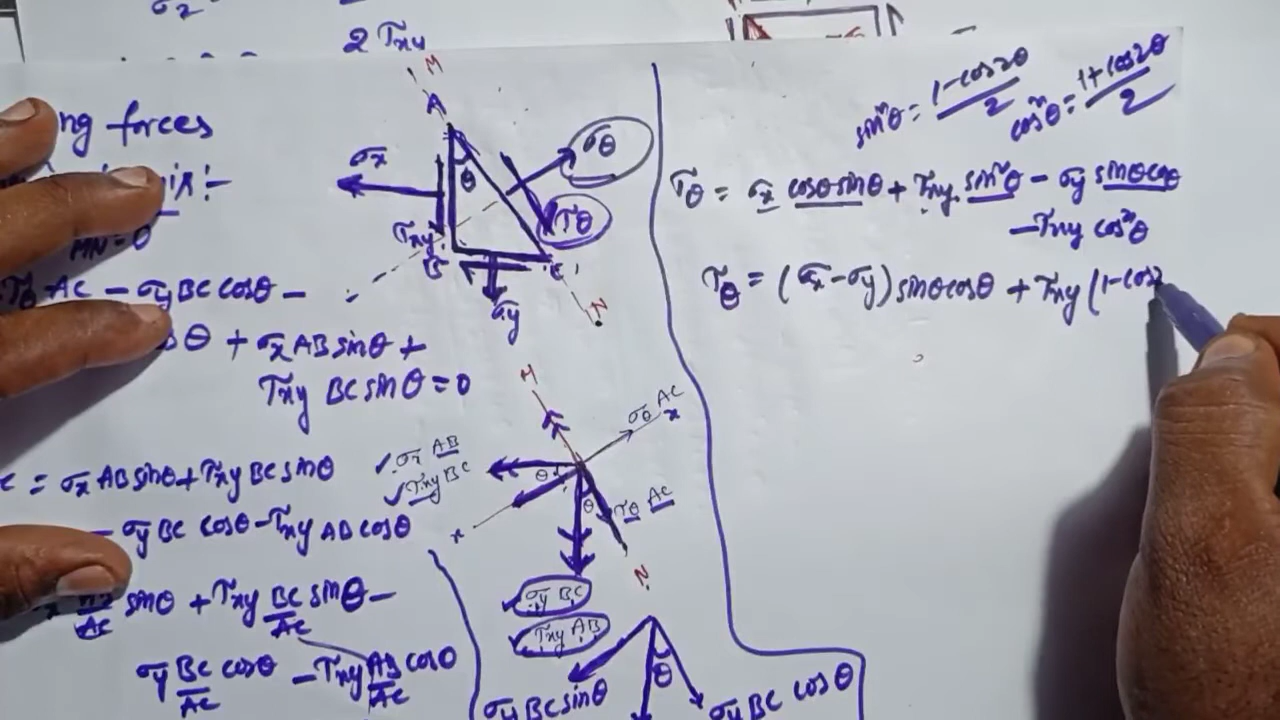 2 τxy
ng forces
MN = 0
τθ AC - σy BC cosθ -
θ + σx AB sinθ +
τxy BC sinθ = 0
= σx AB sinθ + τxy BC sinθ
- σy BC cosθ - τxy AB cosθ
AC sinθ + τxy BC/AC sinθ -
σy BC/AC cosθ - τxy AB/AC cosθ
M
A
σx
θ
σθ
τθ
τxy
B
C
σy
N
M
σx AB
τxy BC
θ
θ
σθ AC
x
x
τθ AC
N
σy BC
τxy AB
θ
σy BC sinθ
σy BC cosθ
sin²θ = 1-cos2θ/2
cos²θ = 1+cos2θ/2
τθ = σx cosθ sinθ + τxy sin²θ - σy sinθ cosθ
- τxy cos²θ
τθ = (σx - σy) sinθ cosθ + τxy (1-cos2